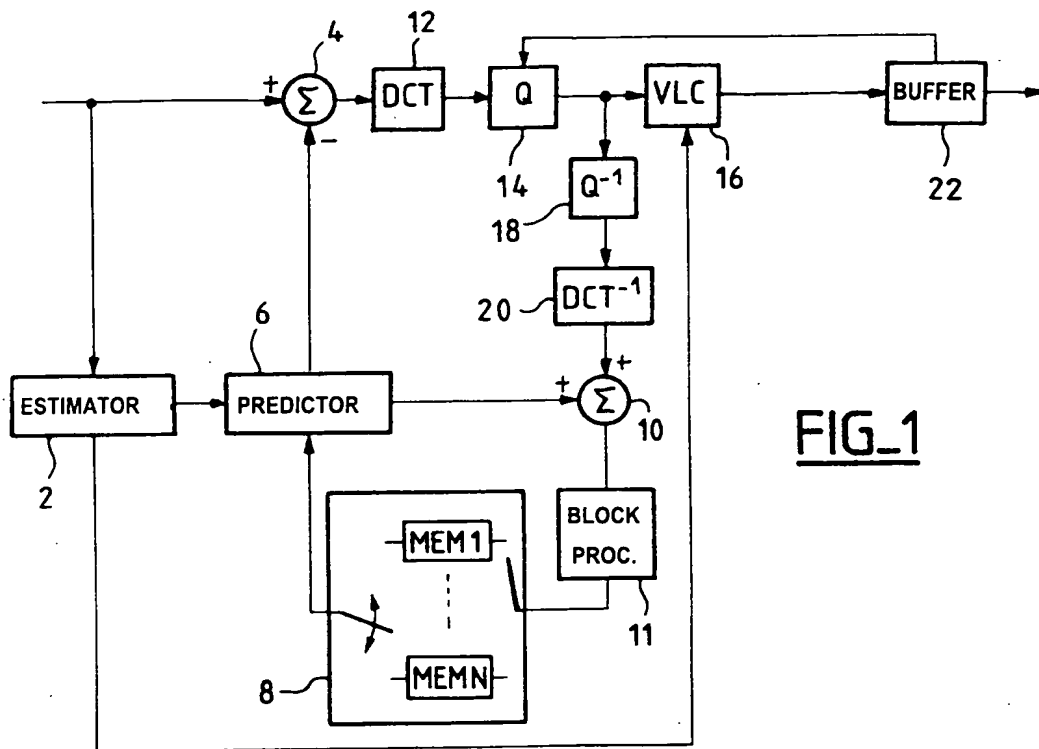 4
12
+
Σ
DCT
Q
VLC
BUFFER
-
14
16
22
Q⁻¹
18
DCT⁻¹
20
6
+
ESTIMATOR
PREDICTOR
+
Σ
10
2
FIG_1
BLOCK
PROC.
MEM1
11
MEMN
8